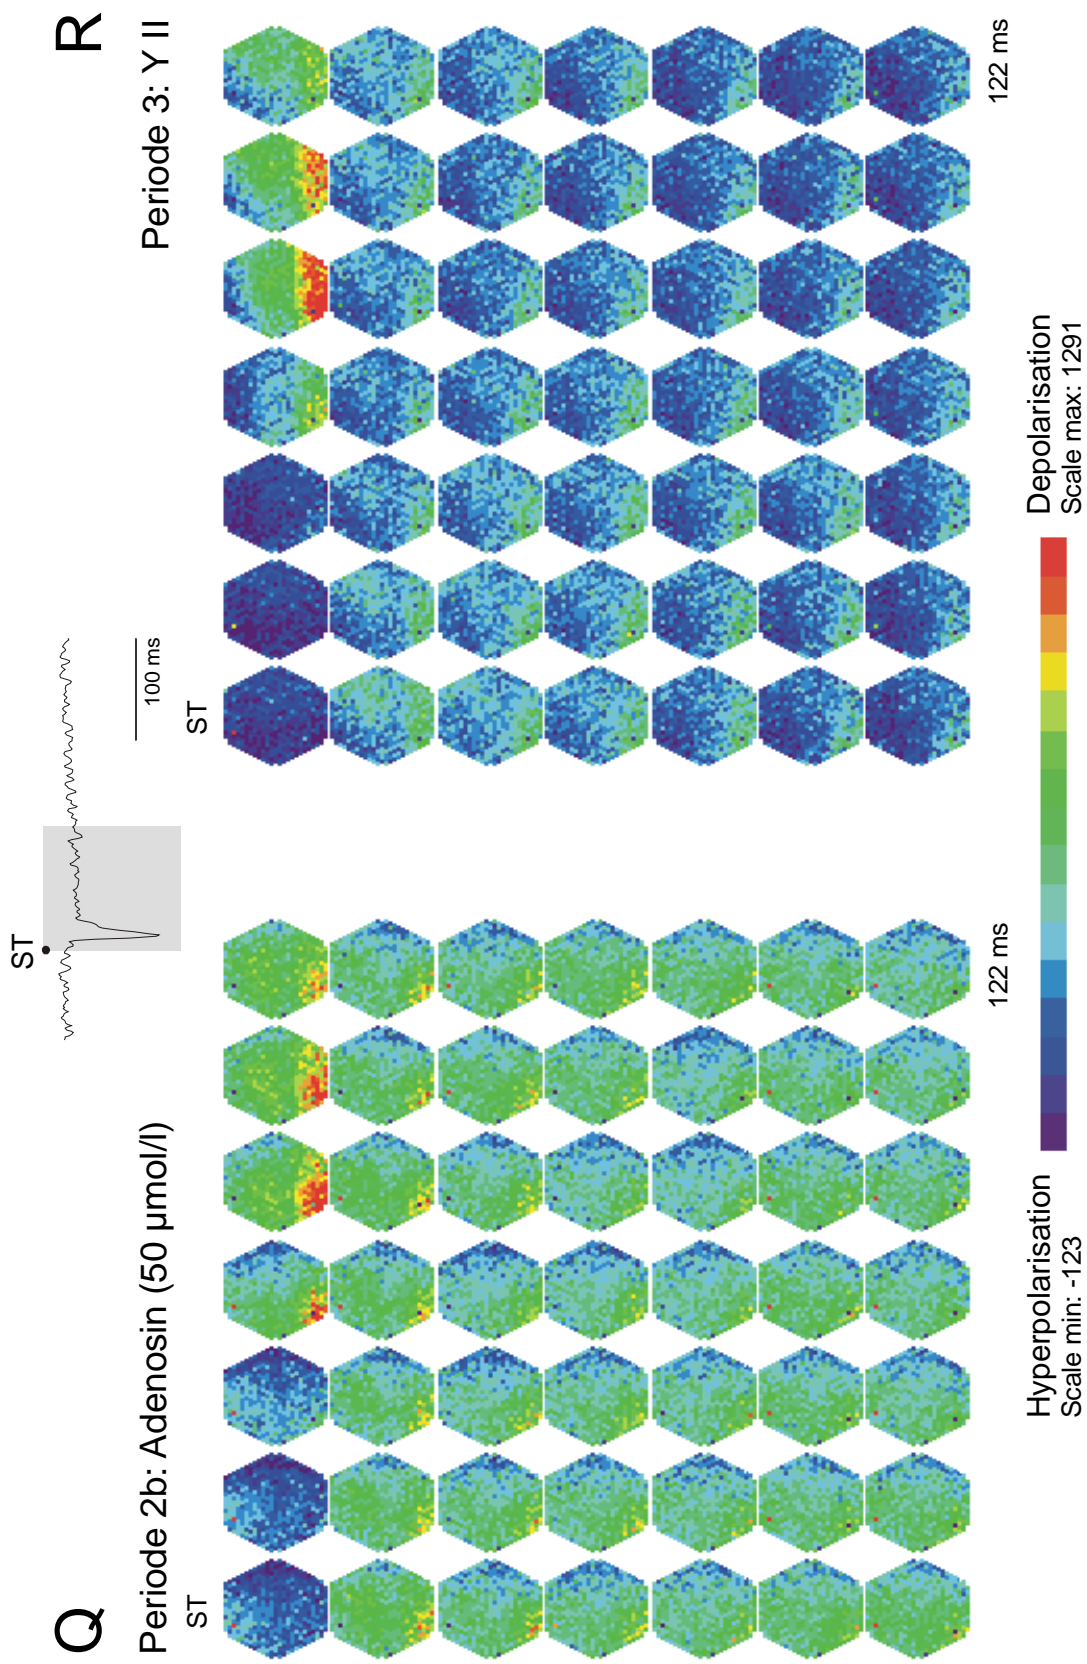 Q
R
Periode 2b: Adenosin (50 µmol/l)
ST
100 ms
Periode 3: Y II
ST
ST
122 ms
122 ms
Hyperpolarisation
Scale min: -123
Depolarisation
Scale max: 1291